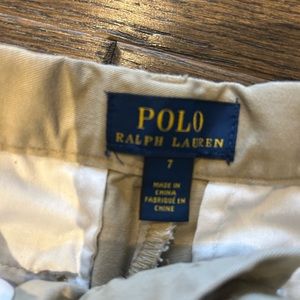 POLO
RALPH LAUREN
7
MADE IN
CHINA
FABRIQUÉ EN
CHINE